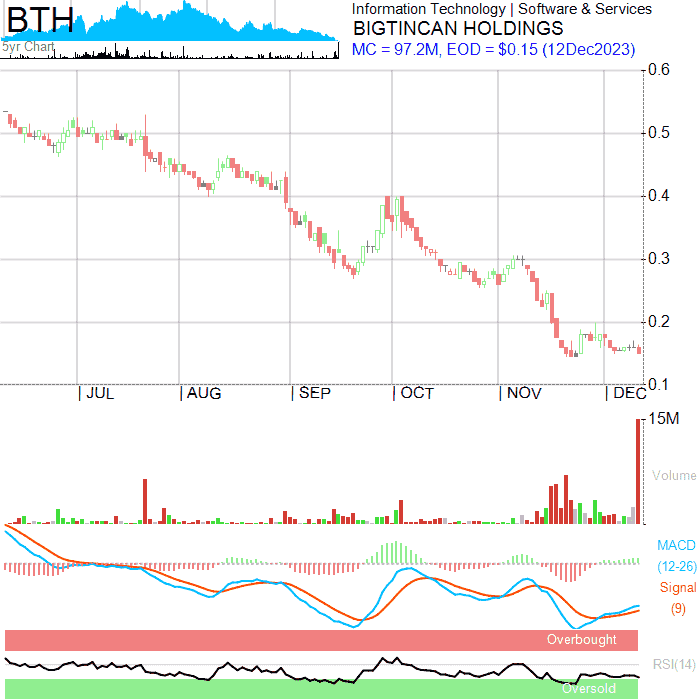 BTH
Information Technology | Software & Services
BIGTINCAN HOLDINGS
MC = 97.2M, EOD = $0.15 (12Dec2023)
5yr Chart
0.6
0.5
0.4
0.3
0.2
0.1
| JUL | AUG | SEP | OCT | NOV | DEC
15M
Volume
MACD
(12-26)
Signal
(9)
Overbought
RSI(14)
Oversold